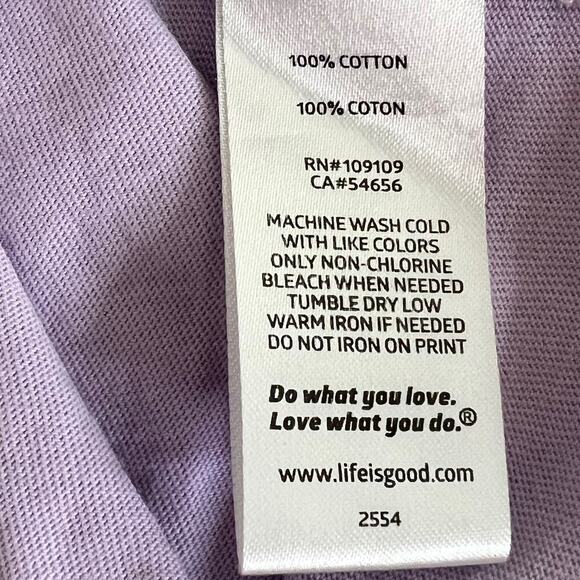 100% COTTON
100% COTON
RN#109109
CA#54656
MACHINE WASH COLD
WITH LIKE COLORS
ONLY NON-CHLORINE
BLEACH WHEN NEEDED
TUMBLE DRY LOW
WARM IRON IF NEEDED
DO NOT IRON ON PRINT
Do what you love.
Love what you do.®
www.lifeisgood.com
2554